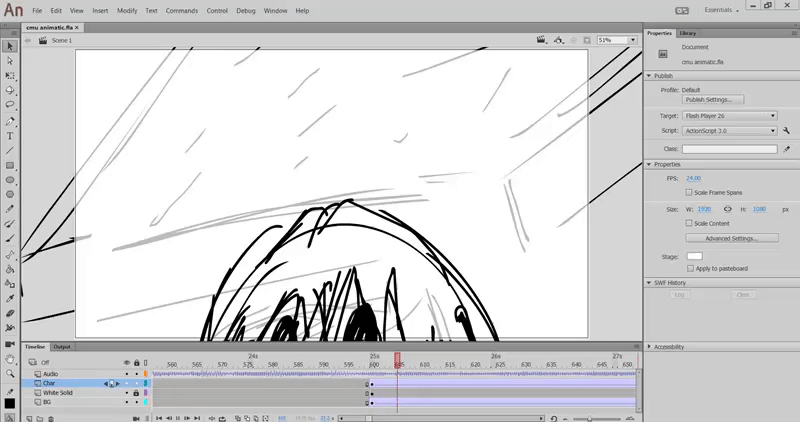 An File Edit View Insert Modify Text Commands Control Debug Window Help Essentials
cmu animatic.fla ×
Scene 1
51%
Properties Library
Document
cmu animatic.fla
Publish
Profile: Default
Publish Settings...
Target: Flash Player 26
Script: ActionScript 3.0
Class:
Properties
FPS: 24.00
Scale Frame Spans
Size: W: 1920 H: 1080 px
Scale Content
Advanced Settings...
Stage:
Apply to pasteboard
SWF History
Log Clear
Accessibility
Timeline Output
Off
24s 25s 26s 27s
560 565 570 575 580 585 590 595 600 605 610 615 620 625 630 635 640 645 650
Audio
Char
White Solid
BG